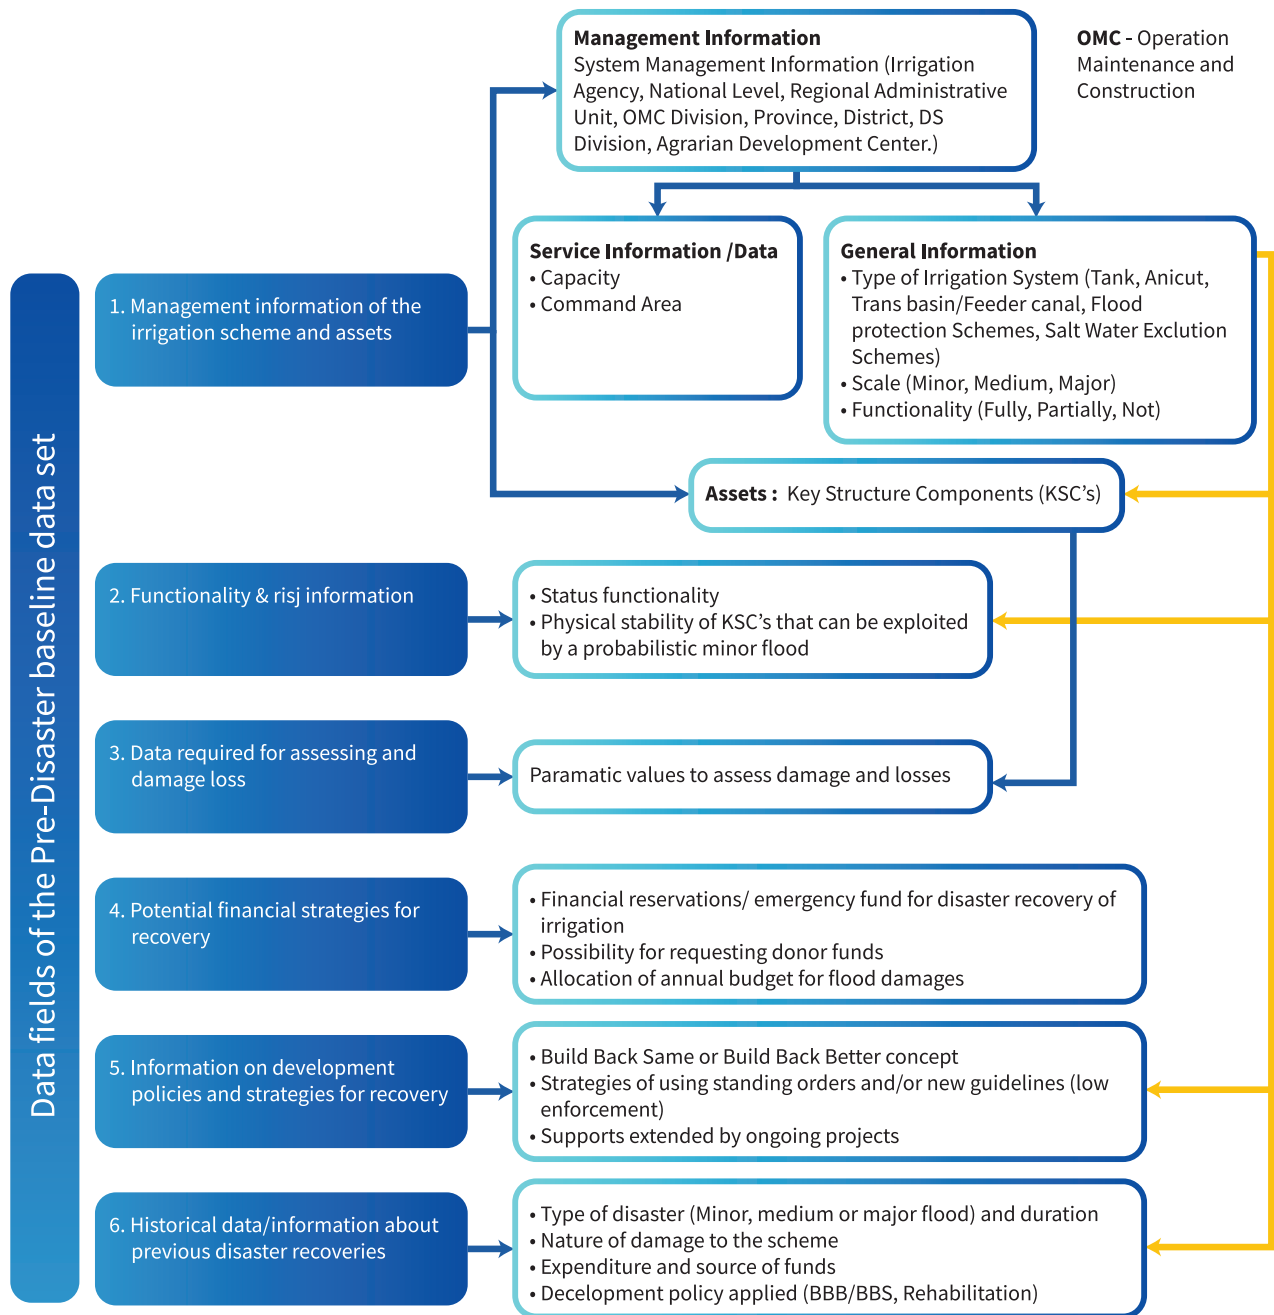 Management Information
System Management Information (Irrigation
Agency, National Level, Regional Administrative
Unit, OMC Division, Province, District, DS
Division, Agrarian Development Center.)
OMC - Operation
Maintenance and
Construction
Service Information /Data
• Capacity
• Command Area
General Information
• Type of Irrigation System (Tank, Anicut,
Trans basin/Feeder canal, Flood
protection Schemes, Salt Water Exclution
Schemes)
• Scale (Minor, Medium, Major)
• Functionality (Fully, Partially, Not)
Data fields of the Pre-Disaster baseline data set
1. Management information of the
irrigation scheme and assets
Assets : Key Structure Components (KSC's)
2. Functionality & risj information
• Status functionality
• Physical stability of KSC's that can be exploited
by a probabilistic minor flood
3. Data required for assessing and
damage loss
Paramatic values to assess damage and losses
4. Potential financial strategies for
recovery
• Financial reservations/ emergency fund for disaster recovery of
irrigation
• Possibility for requesting donor funds
• Allocation of annual budget for flood damages
5. Information on development
policies and strategies for recovery
• Build Back Same or Build Back Better concept
• Strategies of using standing orders and/or new guidelines (low
enforcement)
• Supports extended by ongoing projects
6. Historical data/information about
previous disaster recoveries
• Type of disaster (Minor, medium or major flood) and duration
• Nature of damage to the scheme
• Expenditure and source of funds
• Decelopment policy applied (BBB/BBS, Rehabilitation)